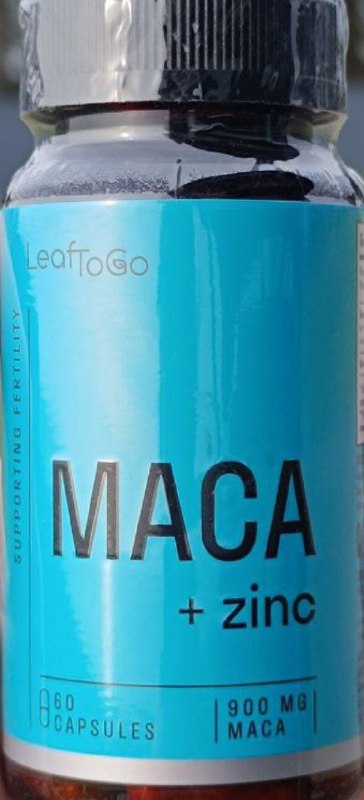 LeafToGo
SUPPORTING FERTILITY
MACA
+ zinc
60
CAPSULES
900 MG
MACA